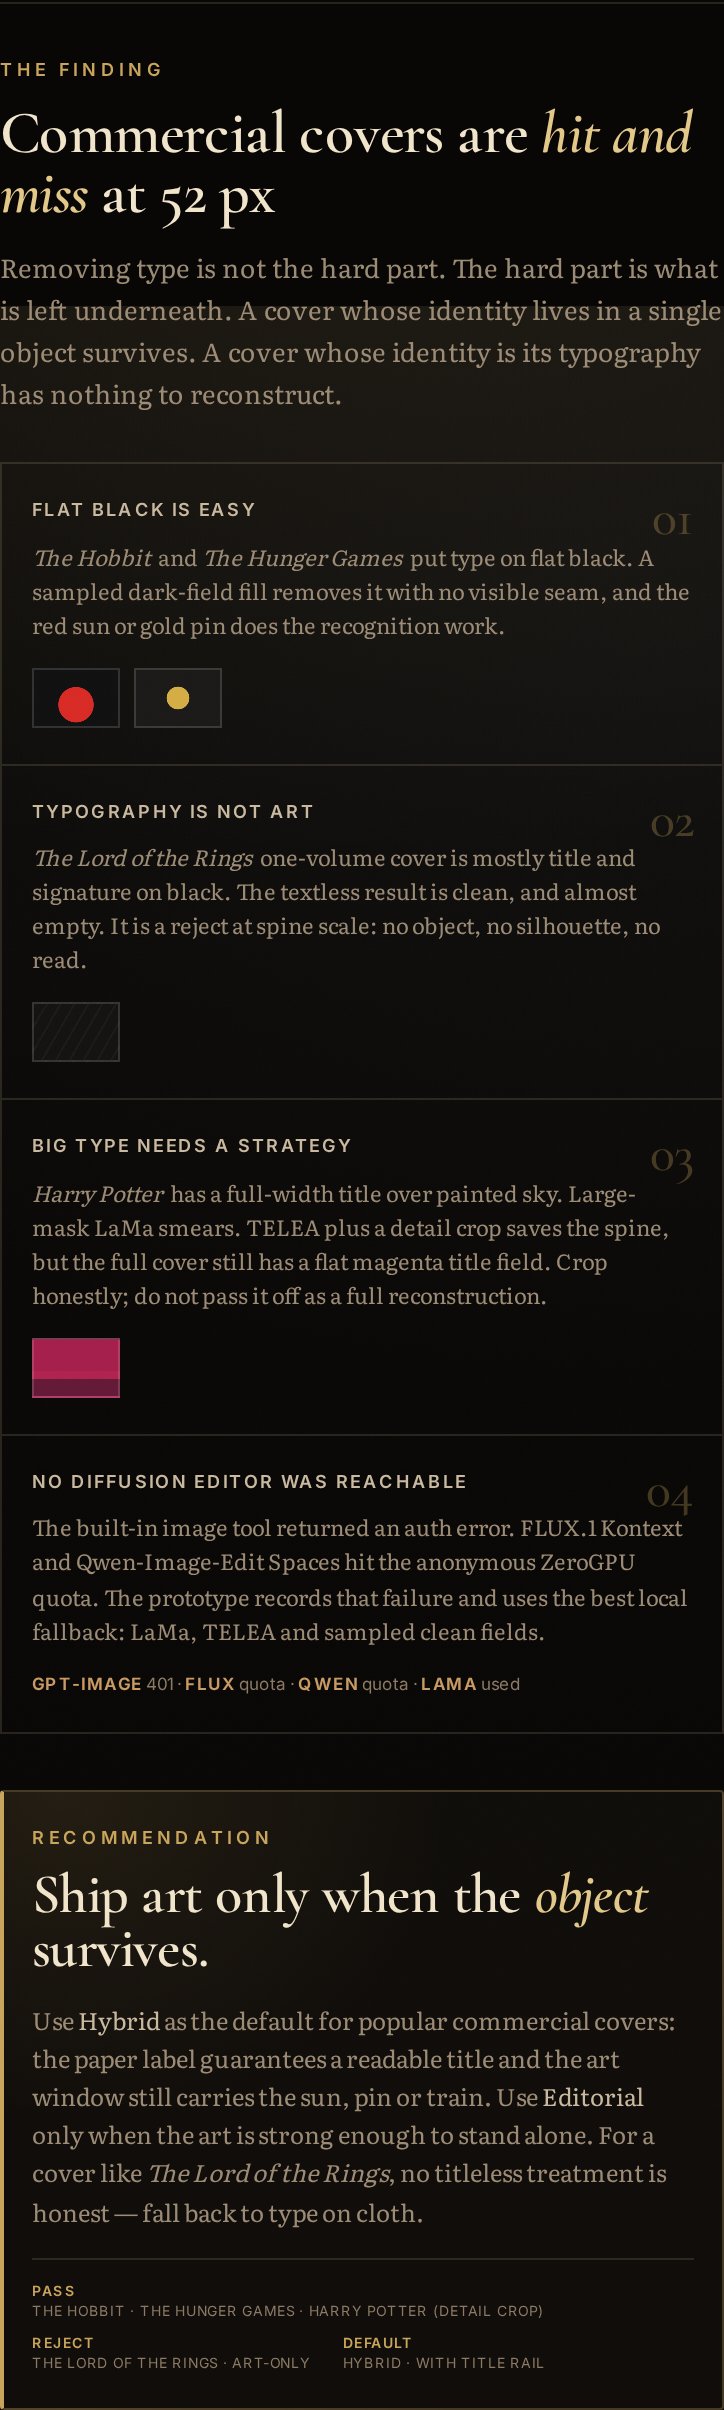 THE FINDING
Commercial covers are hit and
miss at 52 px
Removing type is not the hard part. The hard part is what
is left underneath. A cover whose identity lives in a single
object survives. A cover whose identity is its typography
has nothing to reconstruct.
FLAT BLACK IS EASY
01
The Hobbit and The Hunger Games put type on flat black. A
sampled dark-field fill removes it with no visible seam, and the
red sun or gold pin does the recognition work.
TYPOGRAPHY IS NOT ART
02
The Lord of the Rings one-volume cover is mostly title and
signature on black. The textless result is clean, and almost
empty. It is a reject at spine scale: no object, no silhouette, no
read.
BIG TYPE NEEDS A STRATEGY
03
Harry Potter has a full-width title over painted sky. Large-
mask LaMa smears. TELEA plus a detail crop saves the spine,
but the full cover still has a flat magenta title field. Crop
honestly; do not pass it off as a full reconstruction.
NO DIFFUSION EDITOR WAS REACHABLE
04
The built-in image tool returned an auth error. FLUX.1 Kontext
and Qwen-Image-Edit Spaces hit the anonymous ZeroGPU
quota. The prototype records that failure and uses the best local
fallback: LaMa, TELEA and sampled clean fields.
GPT-IMAGE 401 · FLUX quota · QWEN quota · LAMA used
RECOMMENDATION
Ship art only when the object
survives.
Use Hybrid as the default for popular commercial covers:
the paper label guarantees a readable title and the art
window still carries the sun, pin or train. Use Editorial
only when the art is strong enough to stand alone. For a
cover like The Lord of the Rings, no titleless treatment is
honest — fall back to type on cloth.
PASS
THE HOBBIT · THE HUNGER GAMES · HARRY POTTER (DETAIL CROP)
REJECT
THE LORD OF THE RINGS · ART-ONLY
DEFAULT
HYBRID · WITH TITLE RAIL